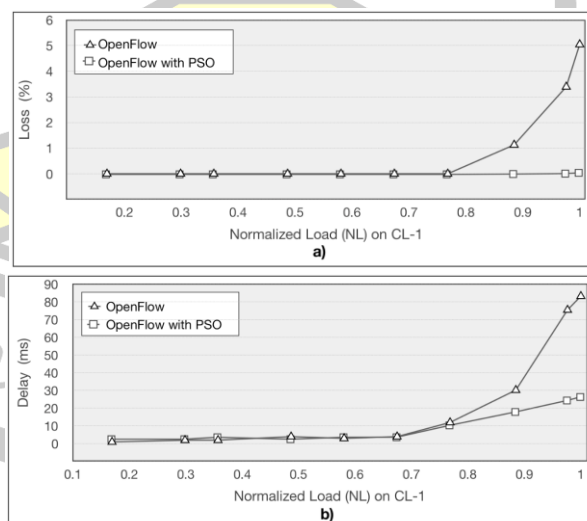 6
5
4
3
2
1
0
Loss (%)
OpenFlow
OpenFlow with PSO
0.2 0.3 0.4 0.5 0.6 0.7 0.8 0.9 1
Normalized Load (NL) on CL-1
a)
90
80
70
60
50
40
30
20
10
0
Delay (ms)
OpenFlow
OpenFlow with PSO
0.1 0.2 0.3 0.4 0.5 0.6 0.7 0.8 0.9 1
Normalized Load (NL) on CL-1
b)